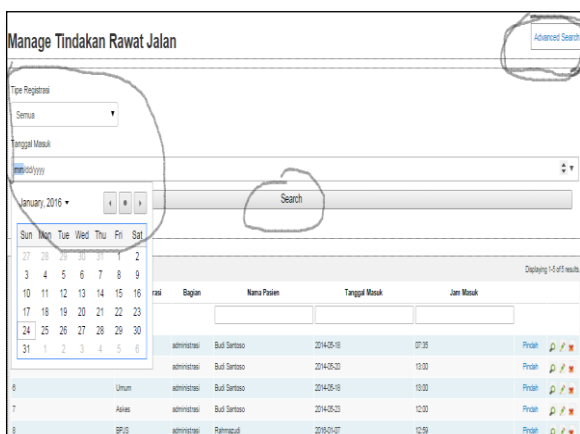 Manage Tindakan Rawat Jalan
Advanced Search
Tipe Registrasi
Semua
Tanggal Masuk
mm/dd/yyyy
January, 2016
Search
Sun Mon Tue Wed Thu Fri Sat
27 28 29 30 31 1 2
3 4 5 6 7 8 9
10 11 12 13 14 15 16
17 18 19 20 21 22 23
24 25 26 27 28 29 30
31 1 2 3 4 5 6
Displaying 1-5 of 5 results.
rasi Bagian Nama Pasien Tanggal Masuk Jam Masuk
administrasi Budi Santoso 2014-05-18 07:35 Pindah
administrasi Budi Santoso 2014-05-20 13:00 Pindah
6 Umum administrasi Budi Santoso 2014-05-18 13:00 Pindah
7 Askes administrasi Budi Santoso 2014-05-23 12:00 Pindah
8 BPJS administrasi Rahmazudi 2016-01-07 12:59 Pindah